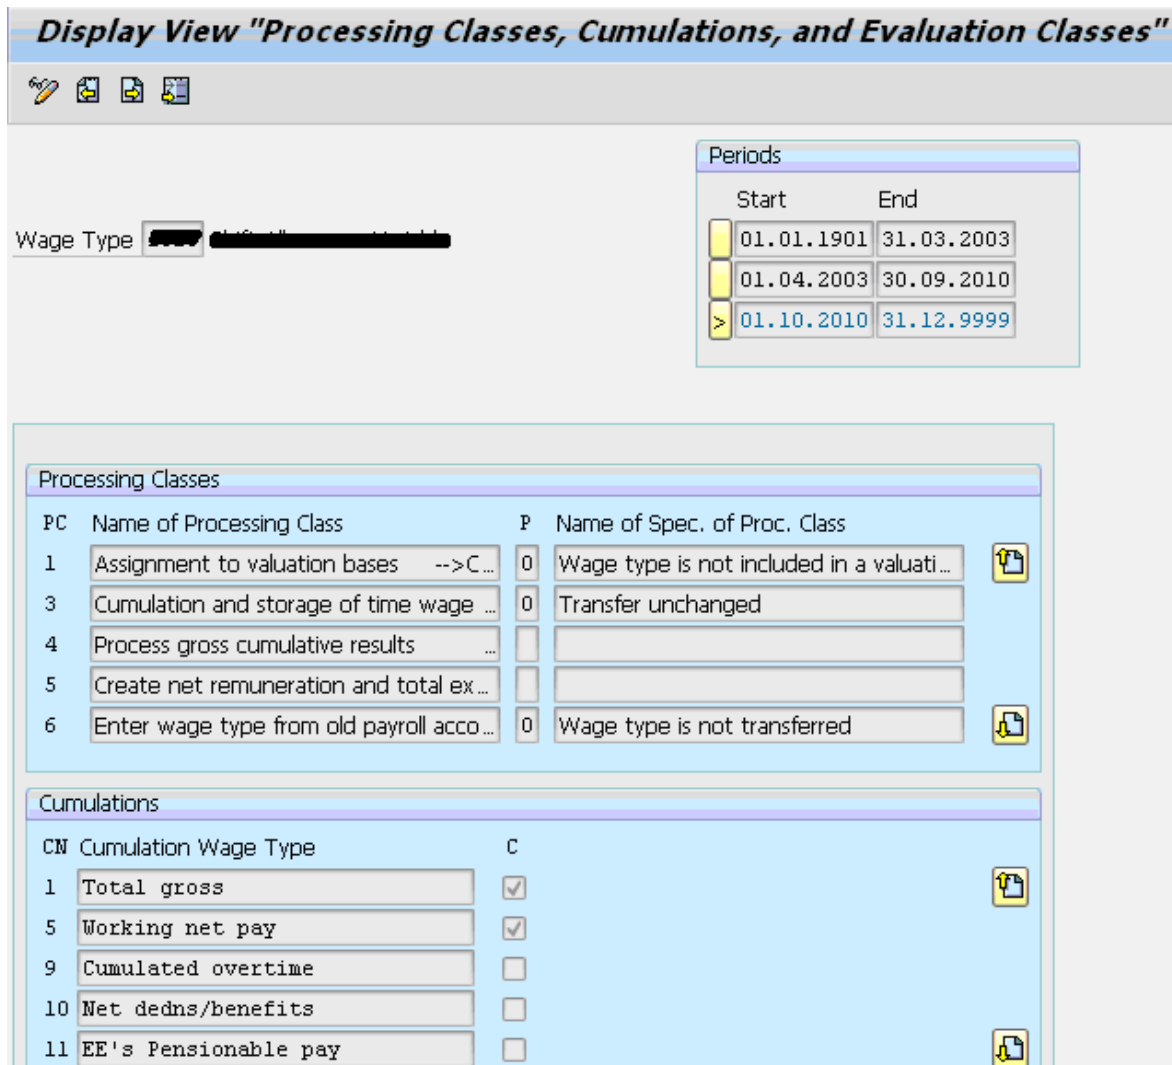 Display View "Processing Classes, Cumulations, and Evaluation Classes"
Periods
Start End
Wage Type
01.01.1901 31.03.2003
01.04.2003 30.09.2010
> 01.10.2010 31.12.9999
Processing Classes
PC Name of Processing Class P Name of Spec. of Proc. Class
1 Assignment to valuation bases -->C... 0 Wage type is not included in a valuati...
3 Cumulation and storage of time wage ... 0 Transfer unchanged
4 Process gross cumulative results ...
5 Create net remuneration and total ex...
6 Enter wage type from old payroll acco... 0 Wage type is not transferred
Cumulations
CN Cumulation Wage Type C
1 Total gross
5 Working net pay
9 Cumulated overtime
10 Net dedns/benefits
11 EE's Pensionable pay